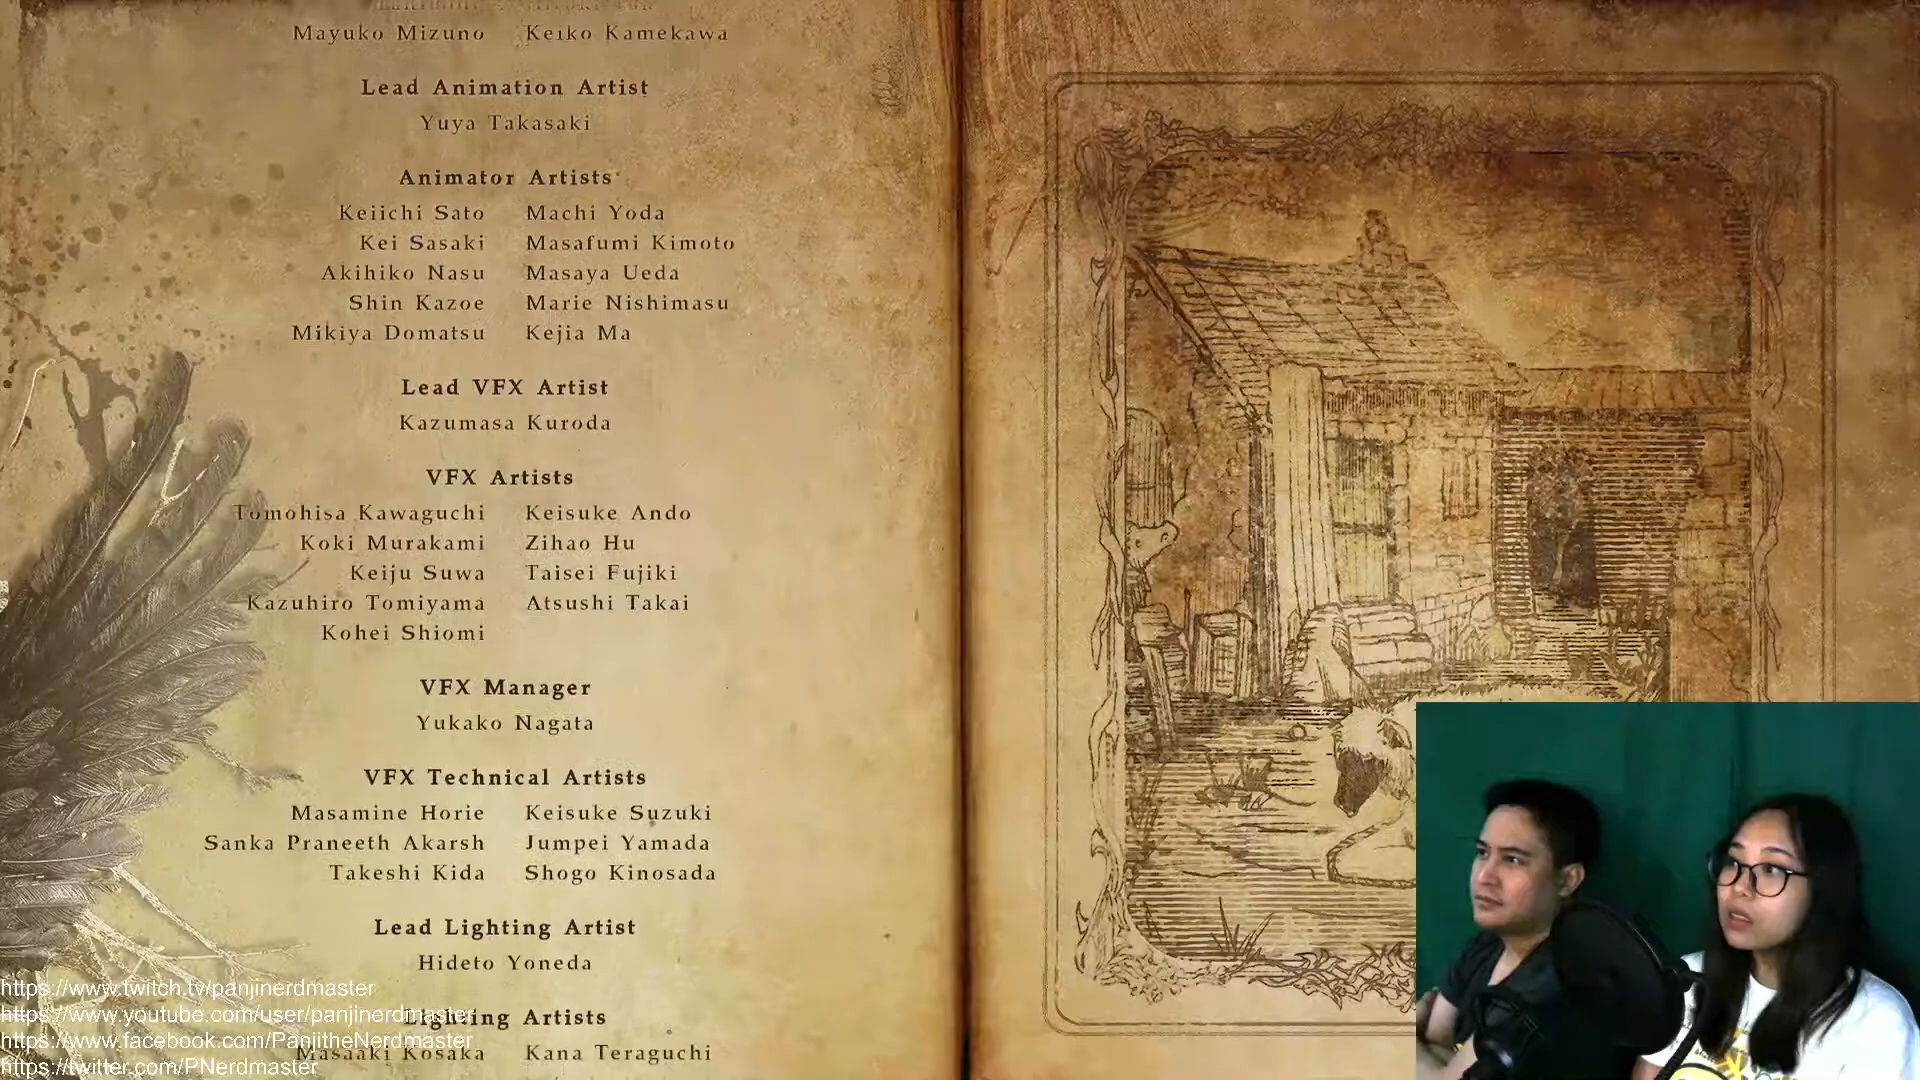 Mayuko Mizuno Keiko Kamekawa
Lead Animation Artist
Yuya Takasaki
Animator Artists
Keiichi Sato Machi Yoda
Kei Sasaki Masafumi Kimoto
Akihiko Nasu Masaya Ueda
Shin Kazoe Marie Nishimasu
Mikiya Domatsu Kejia Ma
Lead VFX Artist
Kazumasa Kuroda
VFX Artists
Tomohisa Kawaguchi Keisuke Ando
Koki Murakami Zihao Hu
Keiju Suwa Taisei Fujiki
Kazuhiro Tomiyama Atsushi Takai
Kohei Shiomi
VFX Manager
Yukako Nagata
VFX Technical Artists
Masamine Horie Keisuke Suzuki
Sanka Praneeth Akarsh Jumpei Yamada
Takeshi Kida Shogo Kinosada
Lead Lighting Artist
Hideto Yoneda
Lighting Artists
Masaaki Kosaka Kana Teraguchi
https://www.twitch.tv/panjinerdmaster
https://www.youtube.com/user/panjinerdmaster
https://www.facebook.com/PanjitheNerdmaster
https://twitter.com/PNerdmaster